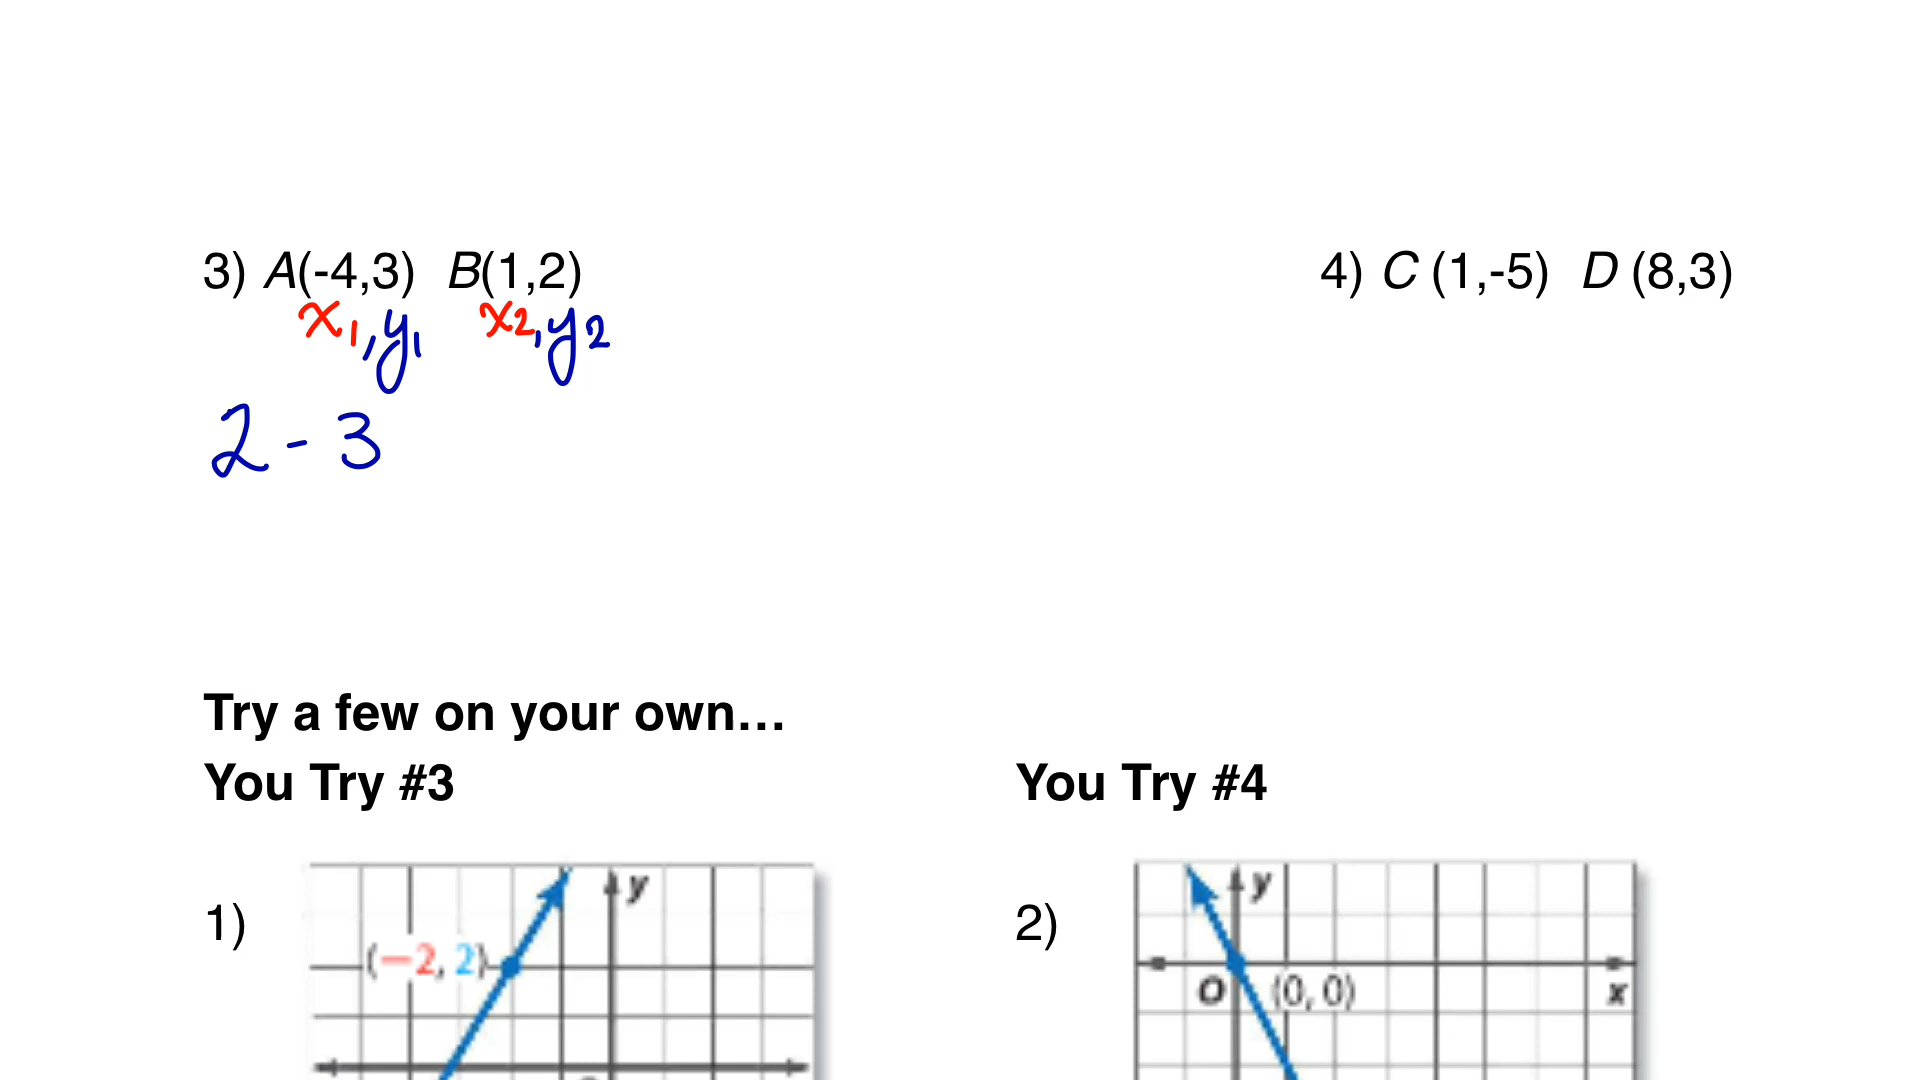 3) A(-4,3) B(1,2) 4) C (1,-5) D (8,3)
x1, y1 x2, y2
2 - 3
Try a few on your own…
You Try #3 You Try #4
1) y 2) y
(−2, 2)
O (0, 0) x